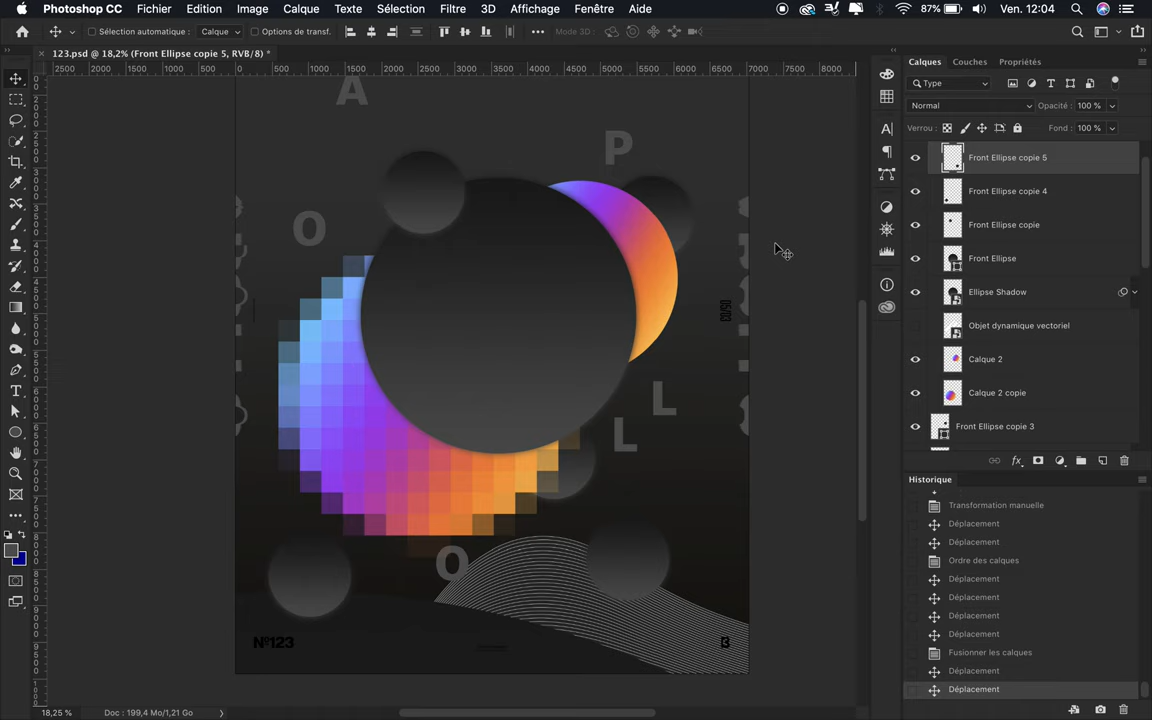 Photoshop CC Fichier Edition Image Calque Texte Sélection Filtre 3D Affichage Fenêtre Aide 87% Ven. 12:04
Sélection automatique : Calque Options de transf. Mode 3D :
123.psd @ 18,2% (Front Ellipse copie 5, RVB/8) *
2500 2000 1500 1000 500 0 500 1000 1500 2000 2500 3000 3500 4000 4500 5000 5500 6000 6500 7000 7500 8000
A
P
O
05/03
L
L
O
Nº123
13
18,25 % Doc : 199,4 Mo/1,21 Go
Calques Couches Propriétés
Type
Normal Opacité : 100 %
Verrou : Fond : 100 %
Front Ellipse copie 5
Front Ellipse copie 4
Front Ellipse copie
Front Ellipse
Ellipse Shadow
Objet dynamique vectoriel
Calque 2
Calque 2 copie
Front Ellipse copie 3
fx
Historique
Transformation manuelle
Déplacement
Déplacement
Ordre des calques
Déplacement
Déplacement
Déplacement
Déplacement
Fusionner les calques
Déplacement
Déplacement